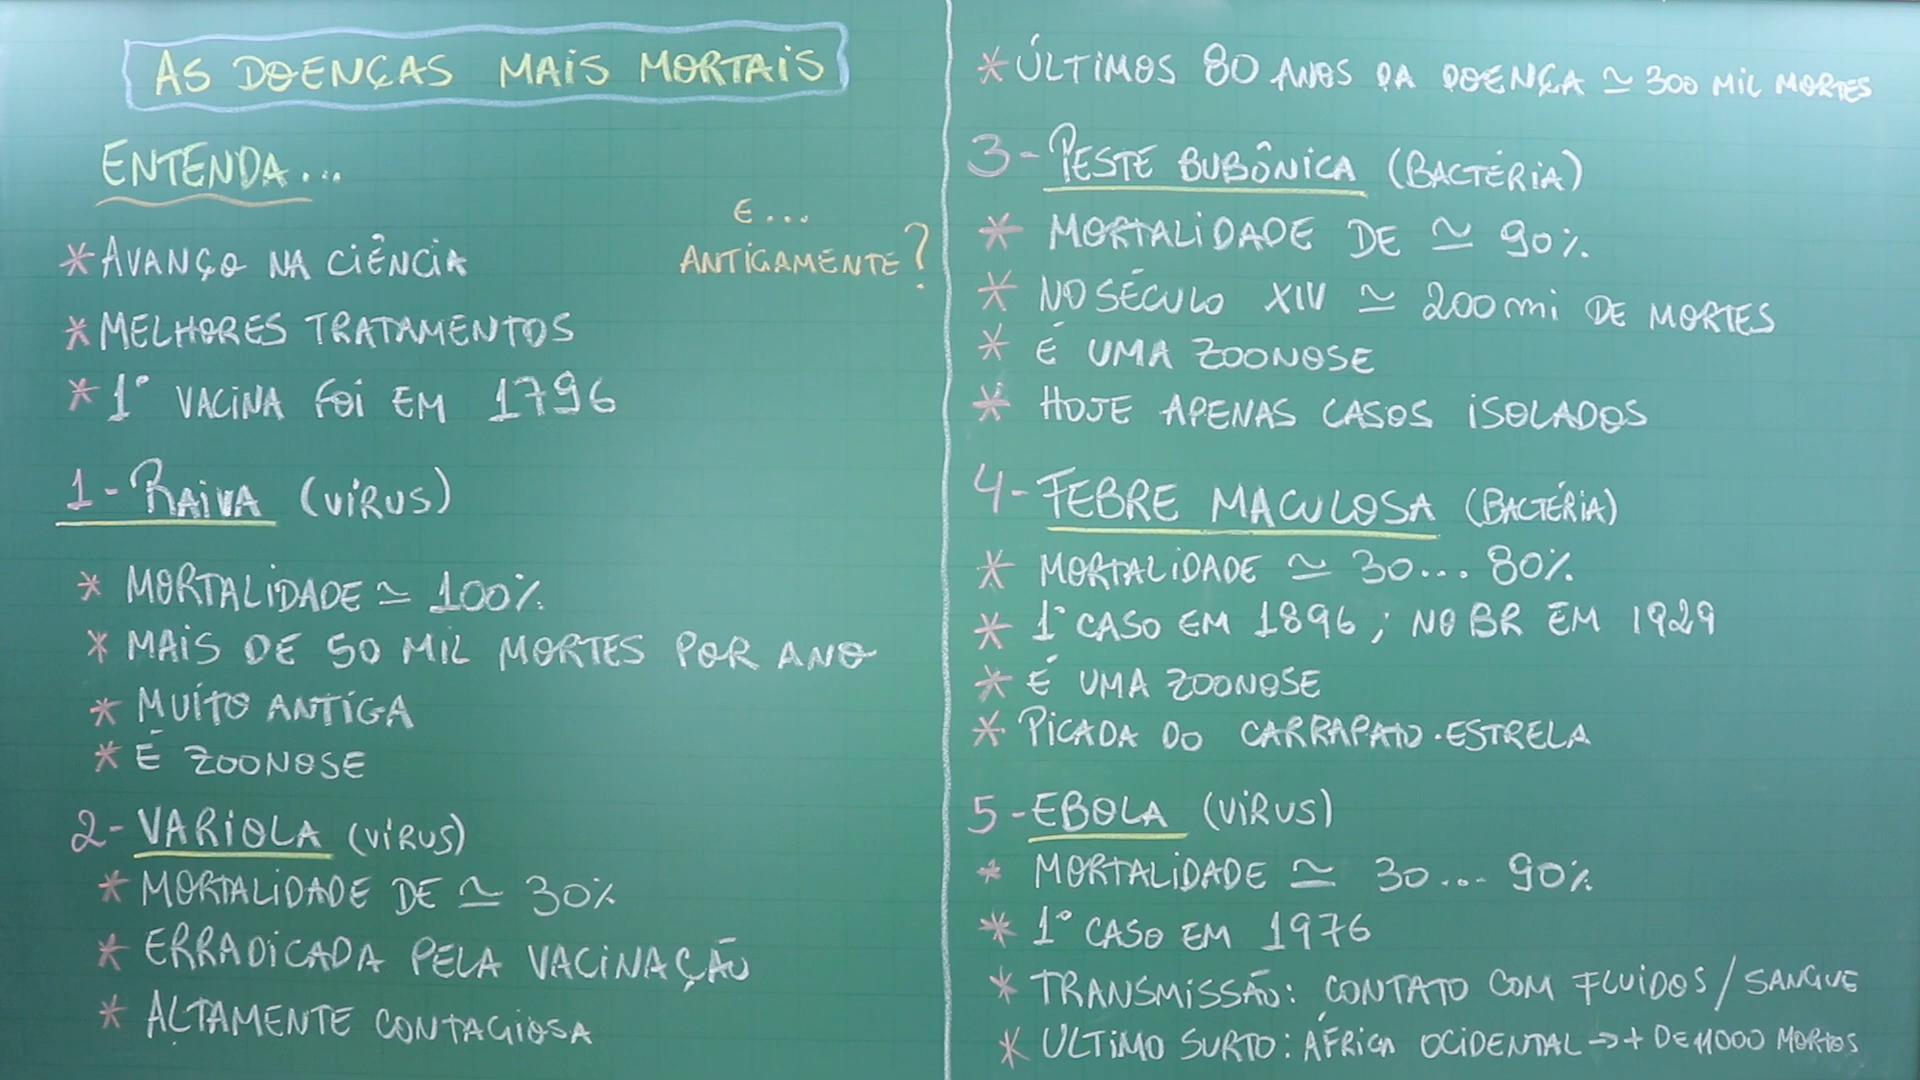 AS DOENÇAS MAIS MORTAIS
ENTENDA...
E...
ANTIGAMENTE?
* AVANÇO NA CIÊNCIA
* MELHORES TRATAMENTOS
* 1° VACINA FOI EM 1796
1- RAIVA (VÍRUS)
* MORTALIDADE ≃ 100%
* MAIS DE 50 MIL MORTES POR ANO
* MUITO ANTIGA
* É ZOONOSE
2- VARIOLA (VÍRUS)
* MORTALIDADE DE ≃ 30%
* ERRADICADA PELA VACINAÇÃO
* ALTAMENTE CONTAGIOSA
* ÚLTIMOS 80 ANOS DA DOENÇA ≃ 300 MIL MORTES
3- PESTE BUBÔNICA (BACTÉRIA)
* MORTALIDADE DE ≃ 90%
* NO SÉCULO XIV ≃ 200 mi DE MORTES
* É UMA ZOONOSE
* HOJE APENAS CASOS ISOLADOS
4- FEBRE MACULOSA (BACTÉRIA)
* MORTALIDADE ≃ 30... 80%
* 1° CASO EM 1896; NO BR EM 1929
* É UMA ZOONOSE
* PICADA DO CARRAPATO-ESTRELA
5- EBOLA (VÍRUS)
* MORTALIDADE ≃ 30... 90%
* 1° CASO EM 1976
* TRANSMISSÃO: CONTATO COM FLUIDOS / SANGUE
* ULTIMO SURTO: ÁFRICA OCIDENTAL → + DE 11000 MORTOS